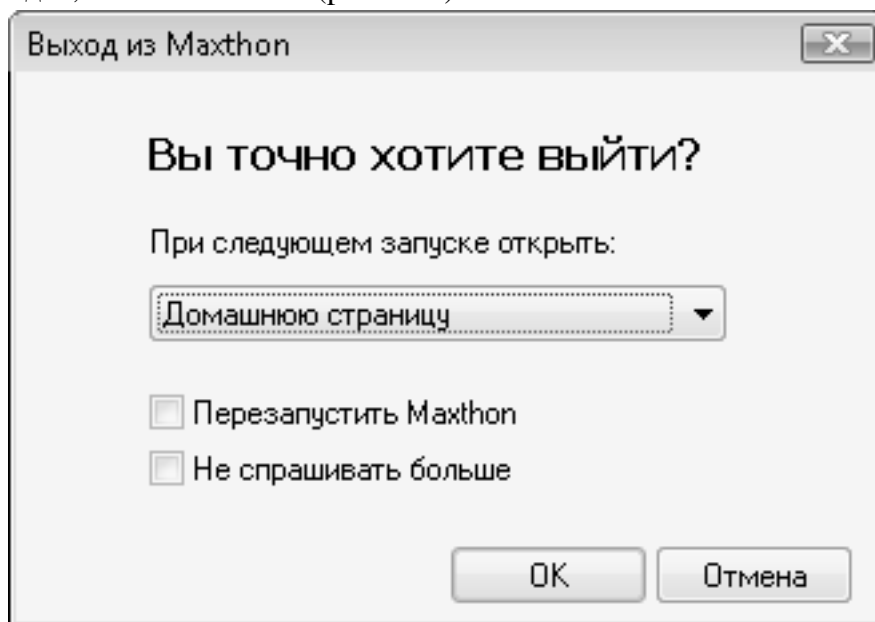 Выход из Maxthon
Вы точно хотите выйти?
При следующем запуске открыть:
Домашнюю страницу
Перезапустить Maxthon
Не спрашивать больше
OK Отмена